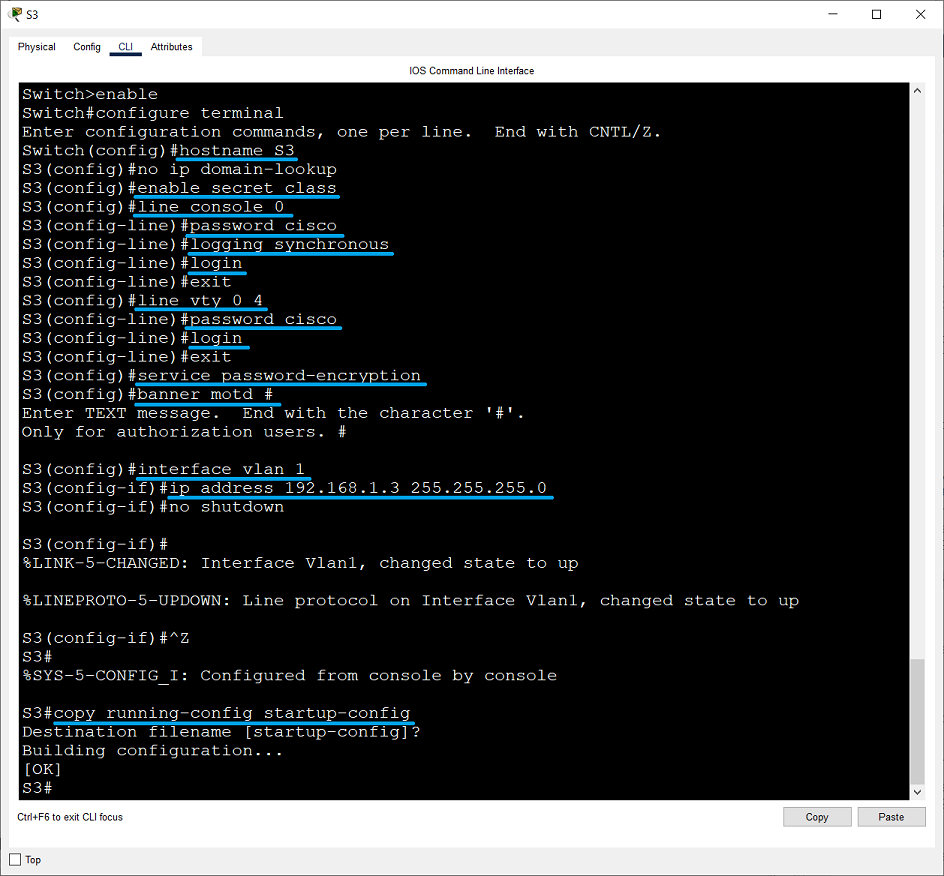 S3
Physical Config CLI Attributes
IOS Command Line Interface
Switch>enable
Switch#configure terminal
Enter configuration commands, one per line.  End with CNTL/Z.
Switch(config)#hostname S3
S3(config)#no ip domain-lookup
S3(config)#enable secret class
S3(config)#line console 0
S3(config-line)#password cisco
S3(config-line)#logging synchronous
S3(config-line)#login
S3(config-line)#exit
S3(config)#line vty 0 4
S3(config-line)#password cisco
S3(config-line)#login
S3(config-line)#exit
S3(config)#service password-encryption
S3(config)#banner motd #
Enter TEXT message.  End with the character '#'.
Only for authorization users. #
S3(config)#interface vlan 1
S3(config-if)#ip address 192.168.1.3 255.255.255.0
S3(config-if)#no shutdown
S3(config-if)#
%LINK-5-CHANGED: Interface Vlan1, changed state to up
%LINEPROTO-5-UPDOWN: Line protocol on Interface Vlan1, changed state to up
S3(config-if)#^Z
S3#
%SYS-5-CONFIG_I: Configured from console by console
S3#copy running-config startup-config
Destination filename [startup-config]?
Building configuration...
[OK]
S3#
Ctrl+F6 to exit CLI focus
Copy Paste
Top